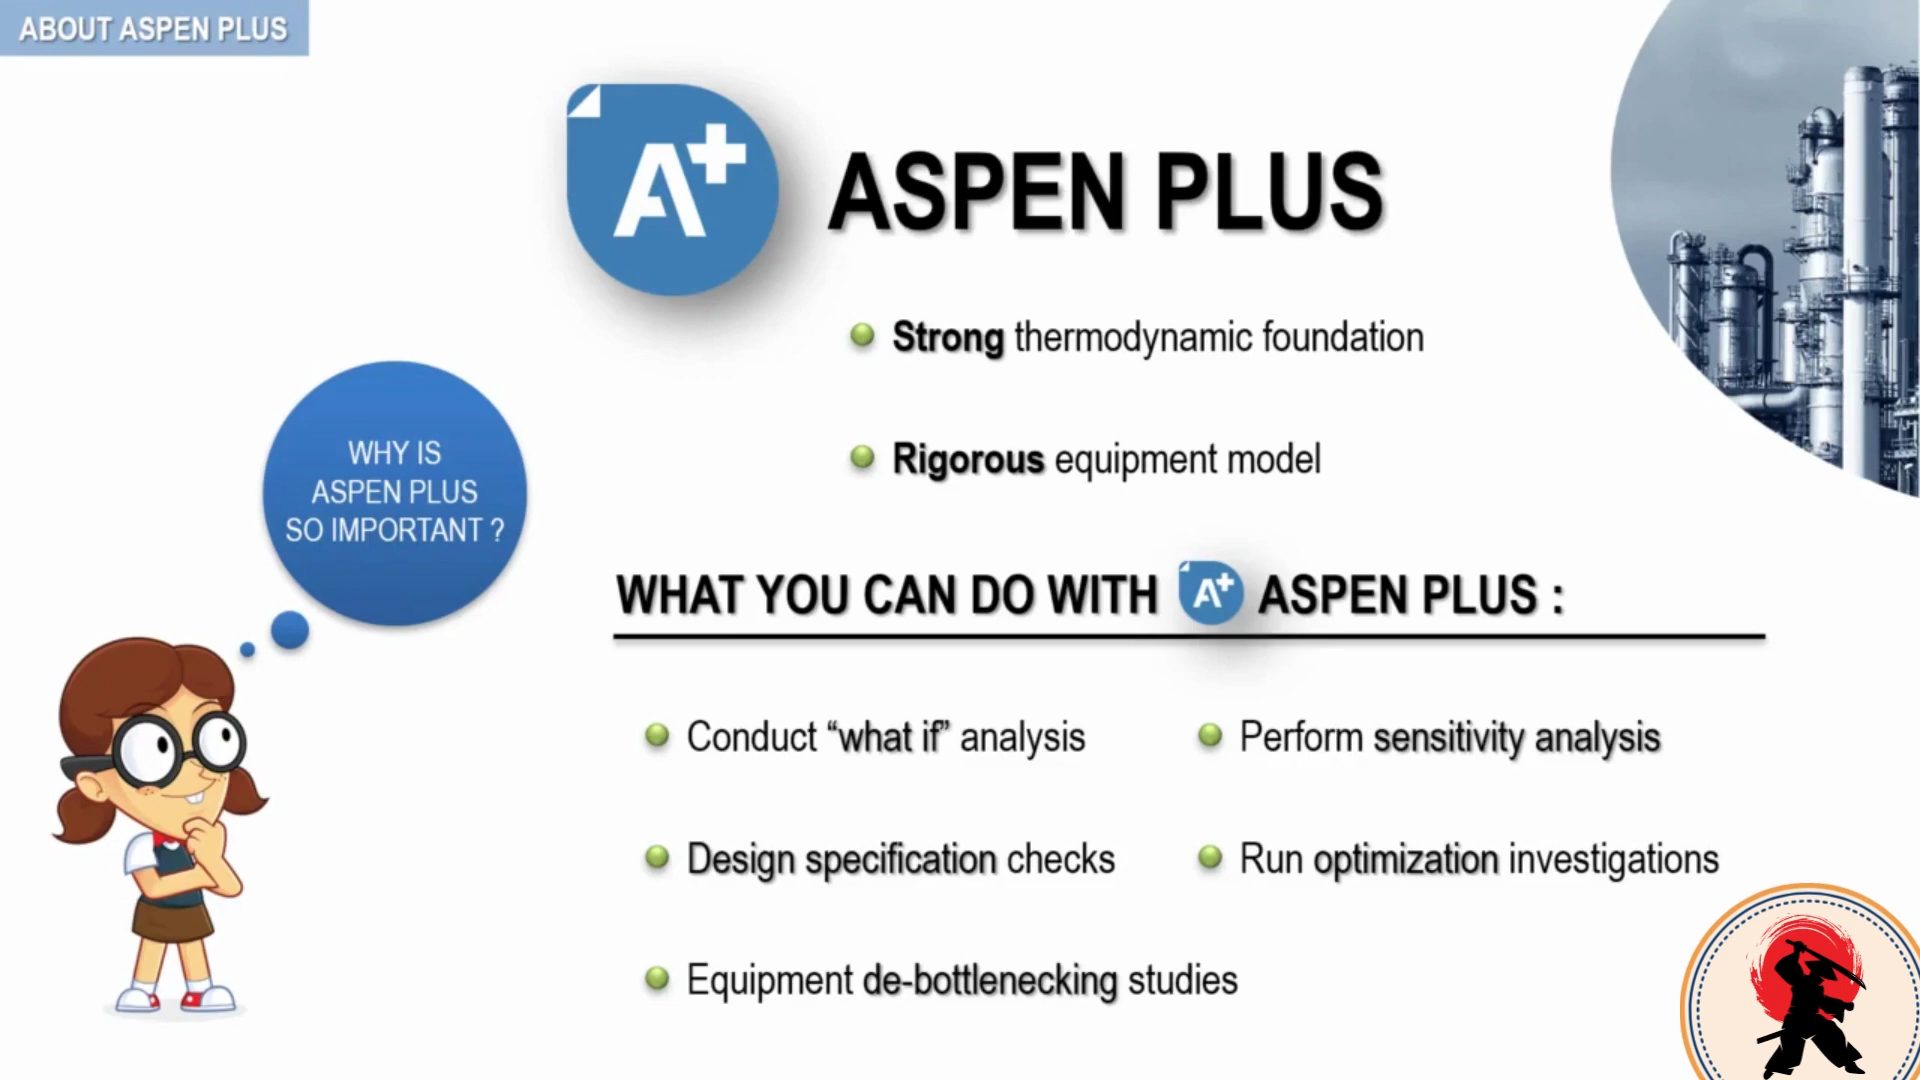 ABOUT ASPEN PLUS
A+
ASPEN PLUS
Strong thermodynamic foundation
Rigorous equipment model
WHY IS
ASPEN PLUS
SO IMPORTANT ?
WHAT YOU CAN DO WITH A+ ASPEN PLUS :
Conduct “what if” analysis
Perform sensitivity analysis
Design specification checks
Run optimization investigations
Equipment de-bottlenecking studies